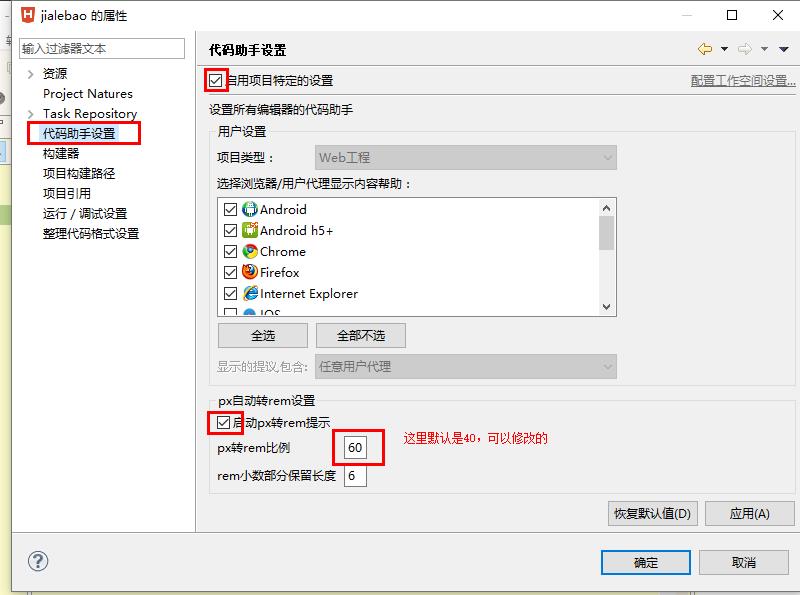 jialebao 的属性
输入过滤器文本
资源
Project Natures
Task Repository
代码助手设置
构建器
项目构建路径
项目引用
运行 / 调试设置
整理代码格式设置
代码助手设置
启用项目特定的设置
配置工作空间设置...
设置所有编辑器的代码助手
用户设置
项目类型：
Web工程
选择浏览器/用户代理显示内容帮助：
Android
Android h5+
Chrome
Firefox
Internet Explorer
IOS
全选
全部不选
显示的提议,包含:
任意用户代理
px自动转rem设置
启动px转rem提示
px转rem比例
60
这里默认是40，可以修改的
rem小数部分保留长度
6
恢复默认值(D)
应用(A)
确定
取消